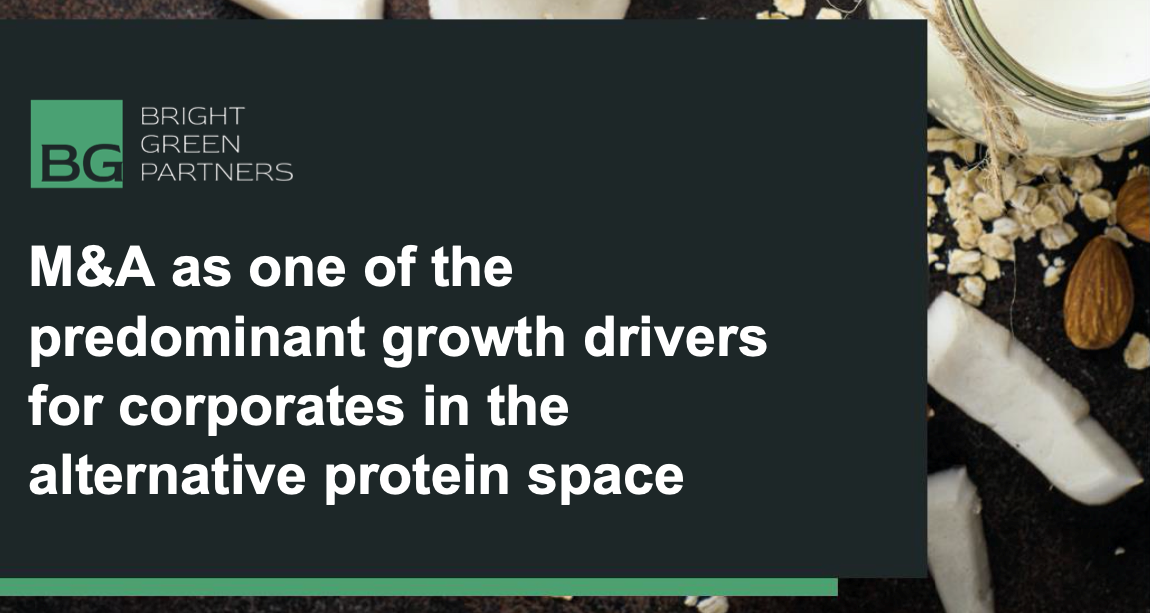 BG
BRIGHT
GREEN
PARTNERS
M&A as one of the
predominant growth drivers
for corporates in the
alternative protein space